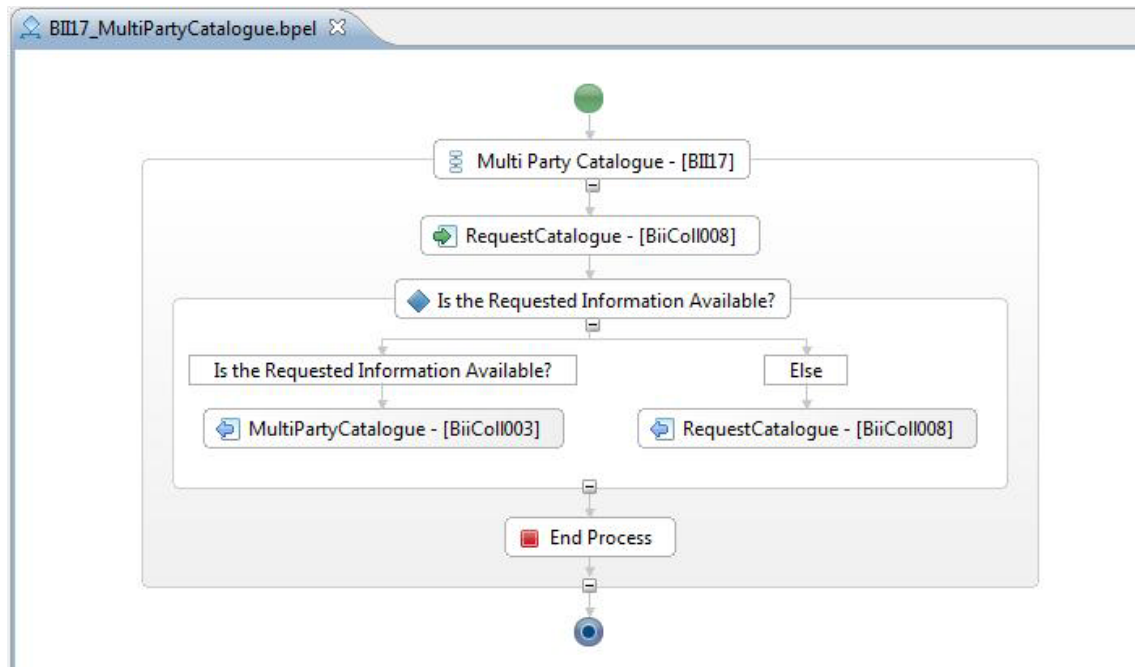 BII17_MultiPartyCatalogue.bpel
Multi Party Catalogue - [BII17]
RequestCatalogue - [BiiColl008]
Is the Requested Information Available?
Is the Requested Information Available?
Else
MultiPartyCatalogue - [BiiColl003]
RequestCatalogue - [BiiColl008]
End Process